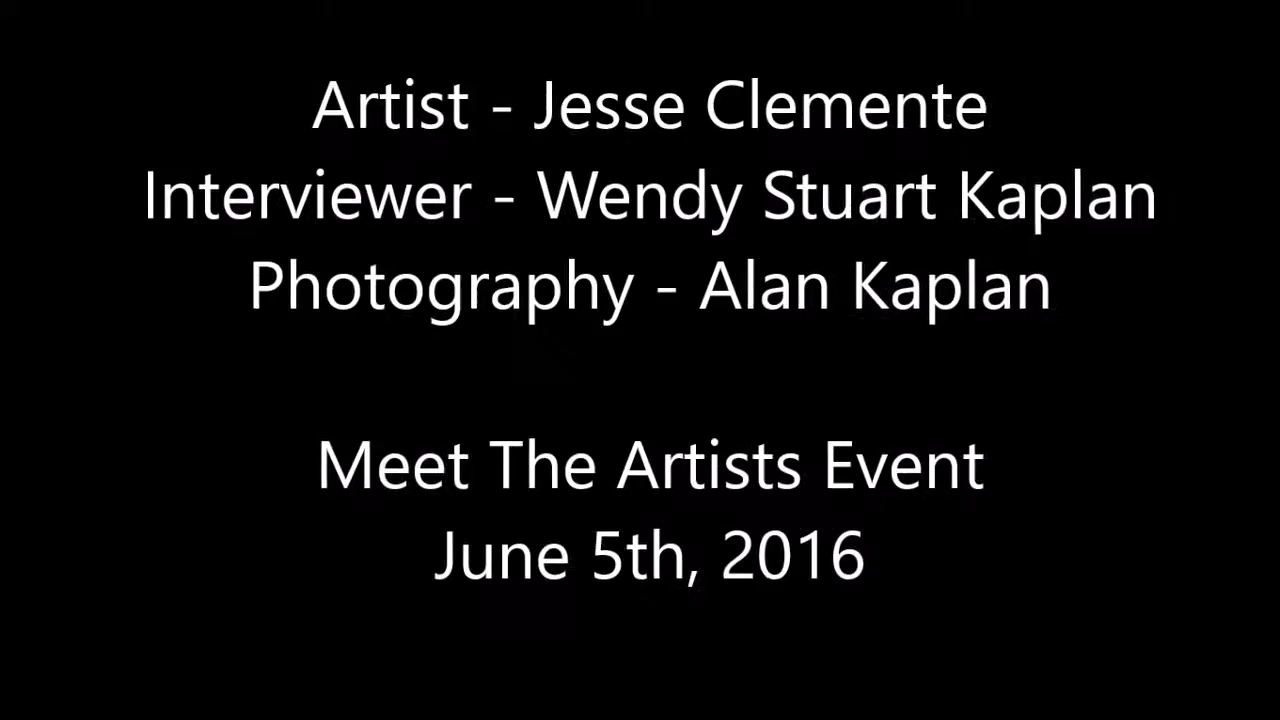 Artist - Jesse Clemente
Interviewer - Wendy Stuart Kaplan
Photography - Alan Kaplan
Meet The Artists Event
June 5th, 2016